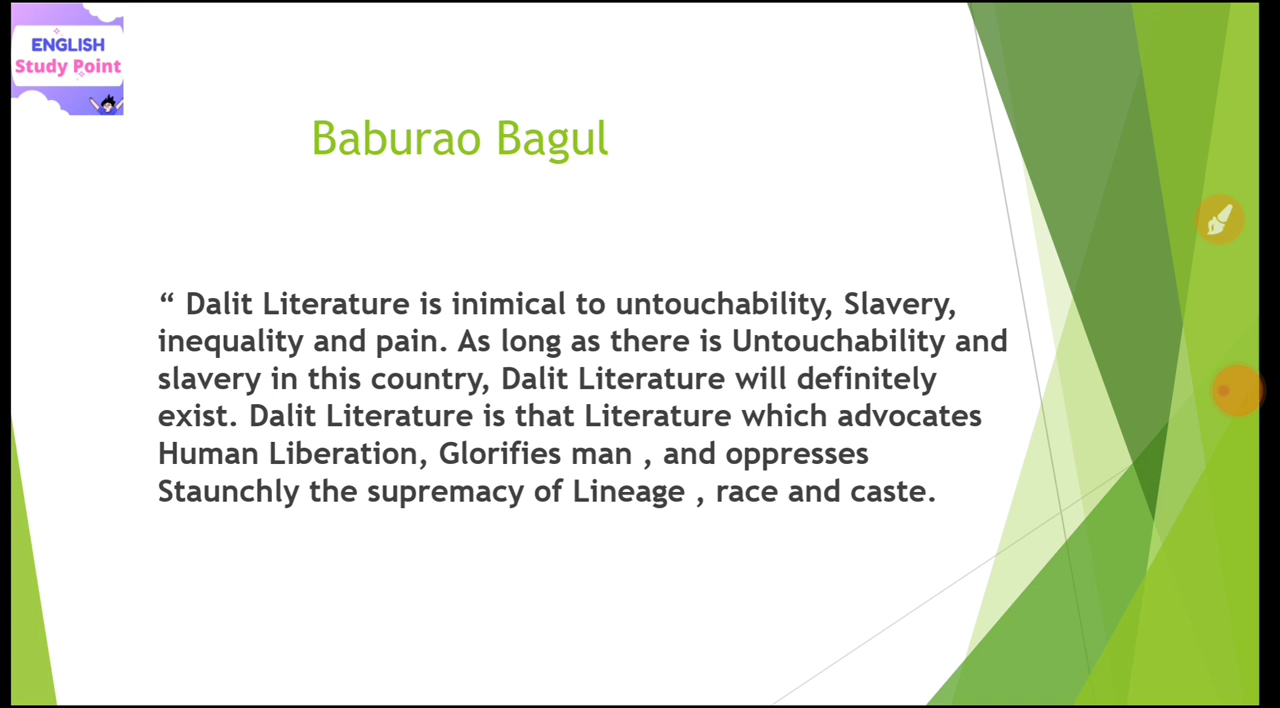 ENGLISH
Study Point
Baburao Bagul
“ Dalit Literature is inimical to untouchability, Slavery,
inequality and pain. As long as there is Untouchability and
slavery in this country, Dalit Literature will definitely
exist. Dalit Literature is that Literature which advocates
Human Liberation, Glorifies man , and oppresses
Staunchly the supremacy of Lineage , race and caste.